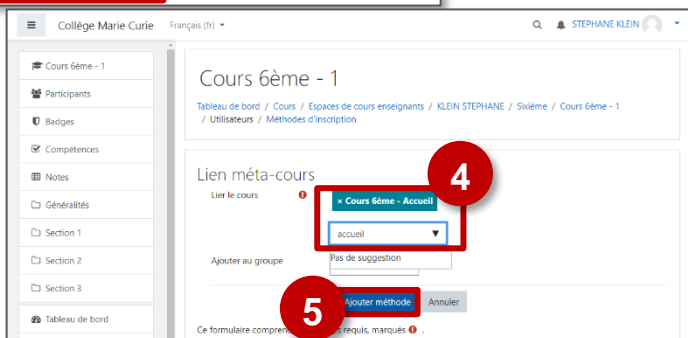 Collège Marie Curie Français (fr) STEPHANE KLEIN
Cours 6ème - 1
Participants
Badges
Compétences
Notes
Généralités
Section 1
Section 2
Section 3
Tableau de bord
Cours 6ème - 1
Tableau de bord / Cours / Espaces de cours enseignants / KLEIN STEPHANE / Sixième / Cours 6ème - 1
/ Utilisateurs / Méthodes d'inscription
Lien méta-cours
4
Lier le cours × Cours 6ème - Accueil
accueil ▼
Ajouter au groupe Pas de suggestion
5
Ajouter méthode Annuler
Ce formulaire comprend requis, marqués .